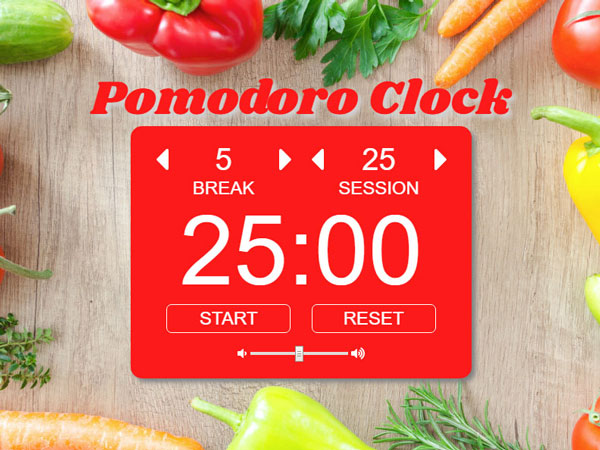 Pomodoro Clock
5 25
BREAK SESSION
25:00
START RESET